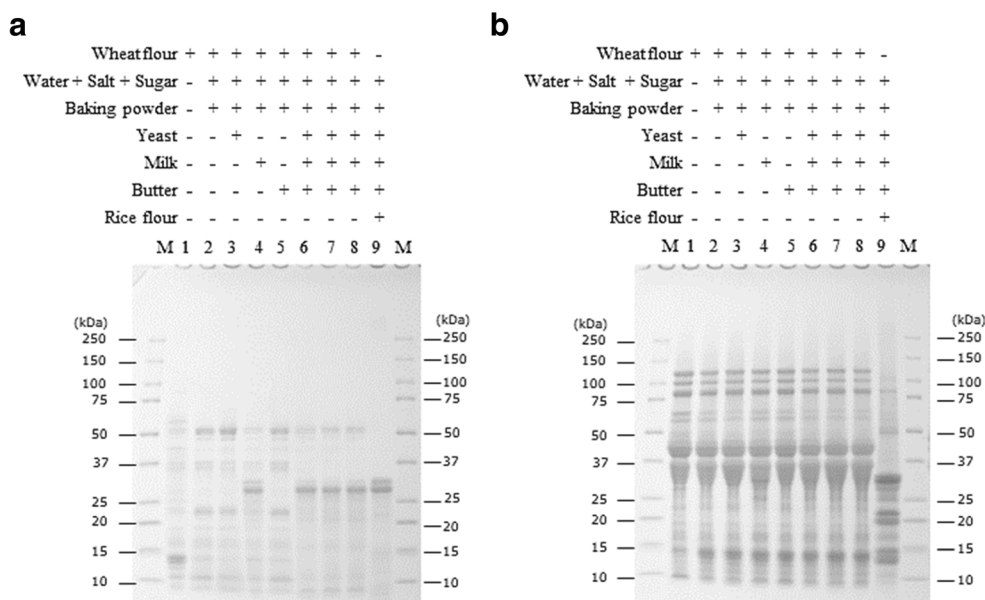 a
Wheat flour + + + + + + + + -
Water + Salt + Sugar - + + + + + + + +
Baking powder - + + + + + + + +
Yeast - - + - - + + + +
Milk - - - + - + + + +
Butter - - - - + + + + +
Rice flour - - - - - - - - +
M 1 2 3 4 5 6 7 8 9 M
(kDa)
250
150
100
75
50
37
25
20
15
10
(kDa)
250
150
100
75
50
37
25
20
15
10
b
Wheat flour + + + + + + + + -
Water + Salt + Sugar - + + + + + + + +
Baking powder - + + + + + + + +
Yeast - - + - - + + + +
Milk - - - + - + + + +
Butter - - - - + + + + +
Rice flour - - - - - - - - +
M 1 2 3 4 5 6 7 8 9 M
(kDa)
250
150
100
75
50
37
25
20
15
10
(kDa)
250
150
100
75
50
37
25
20
15
10